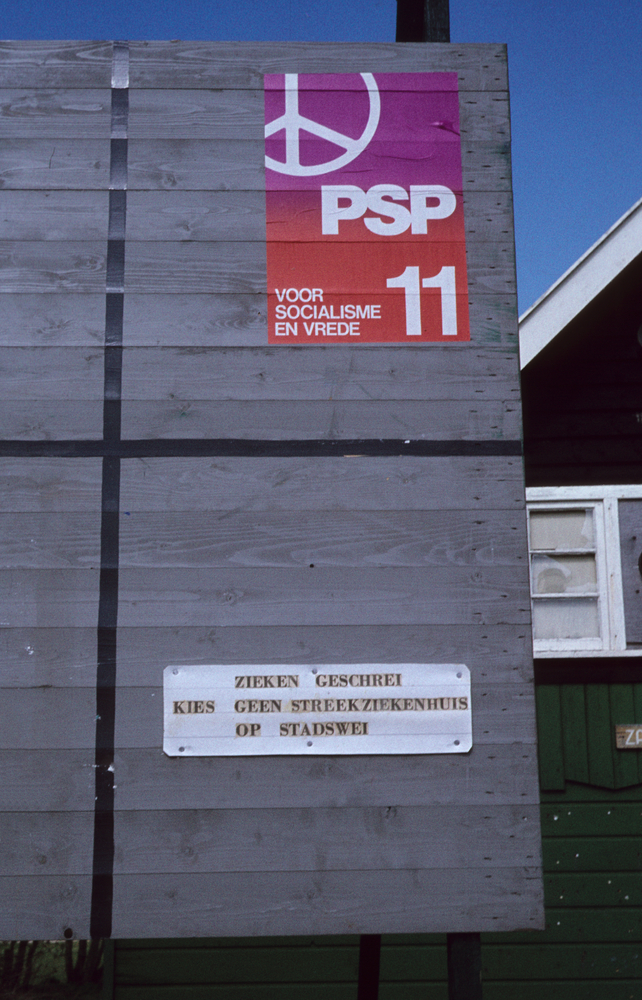 PSP
11
VOOR
SOCIALISME
EN VREDE
ZIEKEN GESCHREI
KIES GEEN STREEKZIEKENHUIS
OP STADSWEI